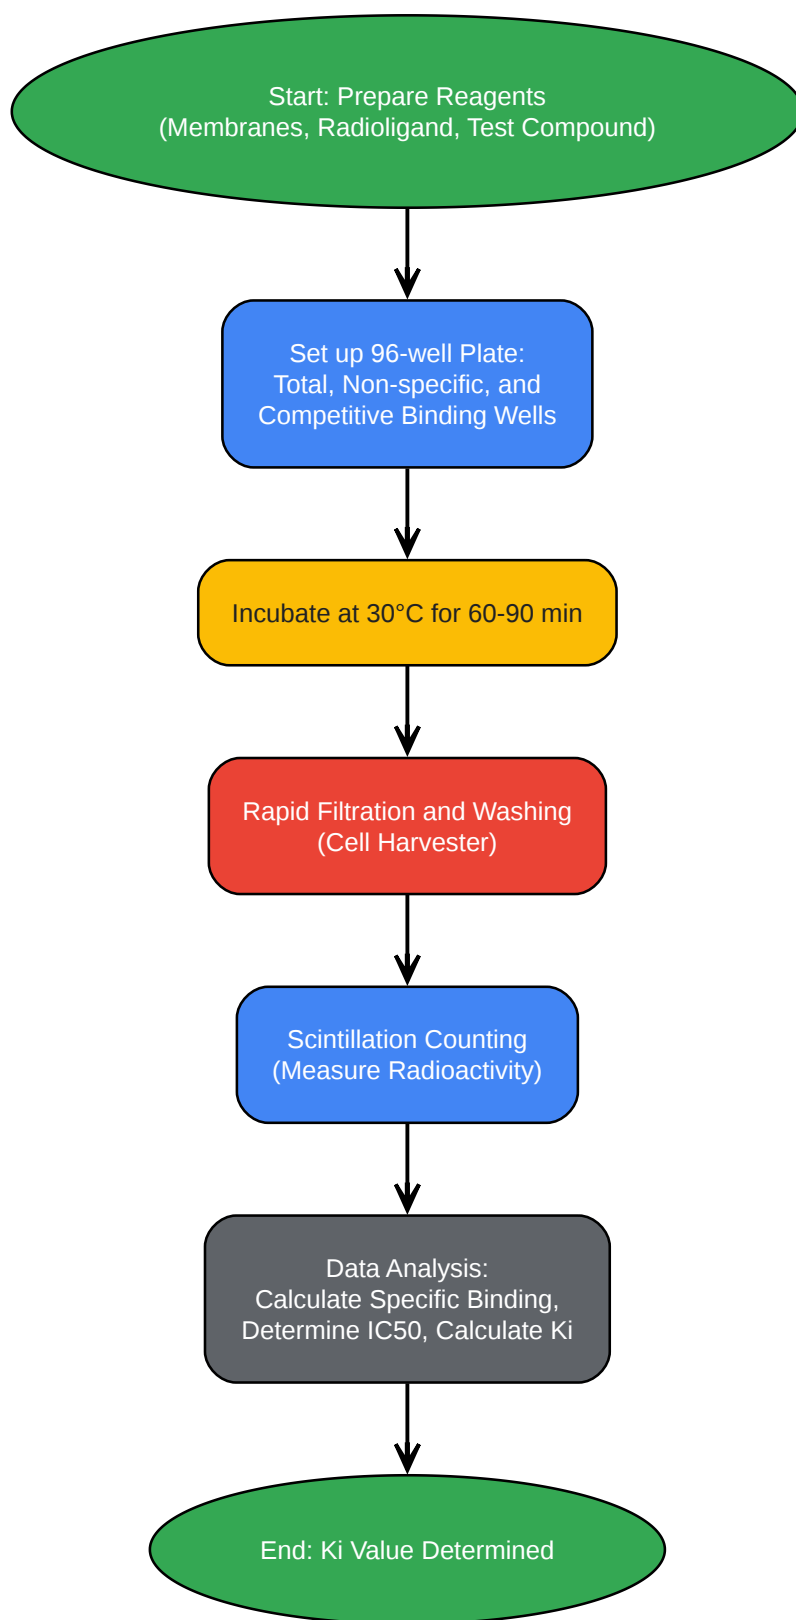 Start: Prepare Reagents
(Membranes, Radioligand, Test Compound)
Set up 96-well Plate:
Total, Non-specific, and
Competitive Binding Wells
Incubate at 30°C for 60-90 min
Rapid Filtration and Washing
(Cell Harvester)
Scintillation Counting
(Measure Radioactivity)
Data Analysis:
Calculate Specific Binding,
Determine IC50, Calculate Ki
End: Ki Value Determined